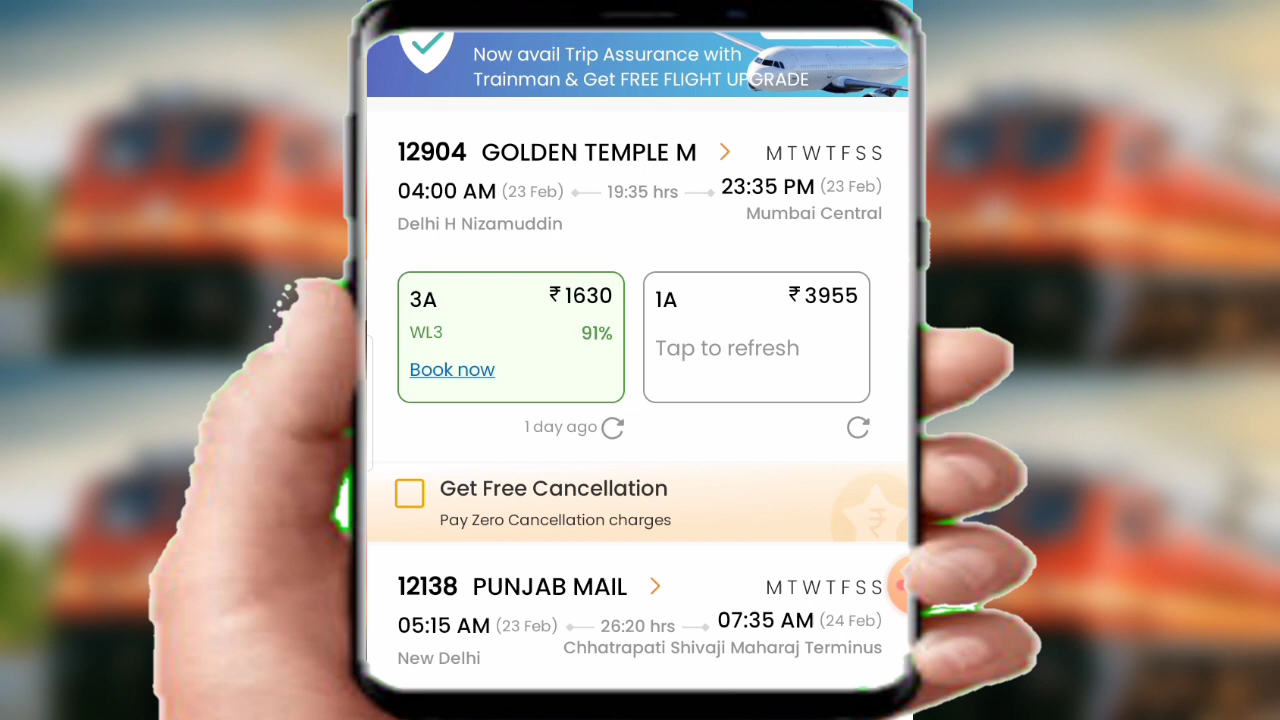 Now avail Trip Assurance with
Trainman & Get FREE FLIGHT UPGRADE
12904 GOLDEN TEMPLE M > M T W T F S S
04:00 AM (23 Feb) 19:35 hrs 23:35 PM (23 Feb)
Delhi H Nizamuddin Mumbai Central
3A ₹1630
WL3 91%
Book now
1A ₹3955
Tap to refresh
1 day ago
Get Free Cancellation
Pay Zero Cancellation charges
₹
12138 PUNJAB MAIL > M T W T F S S
05:15 AM (23 Feb) 26:20 hrs 07:35 AM (24 Feb)
New Delhi Chhatrapati Shivaji Maharaj Terminus